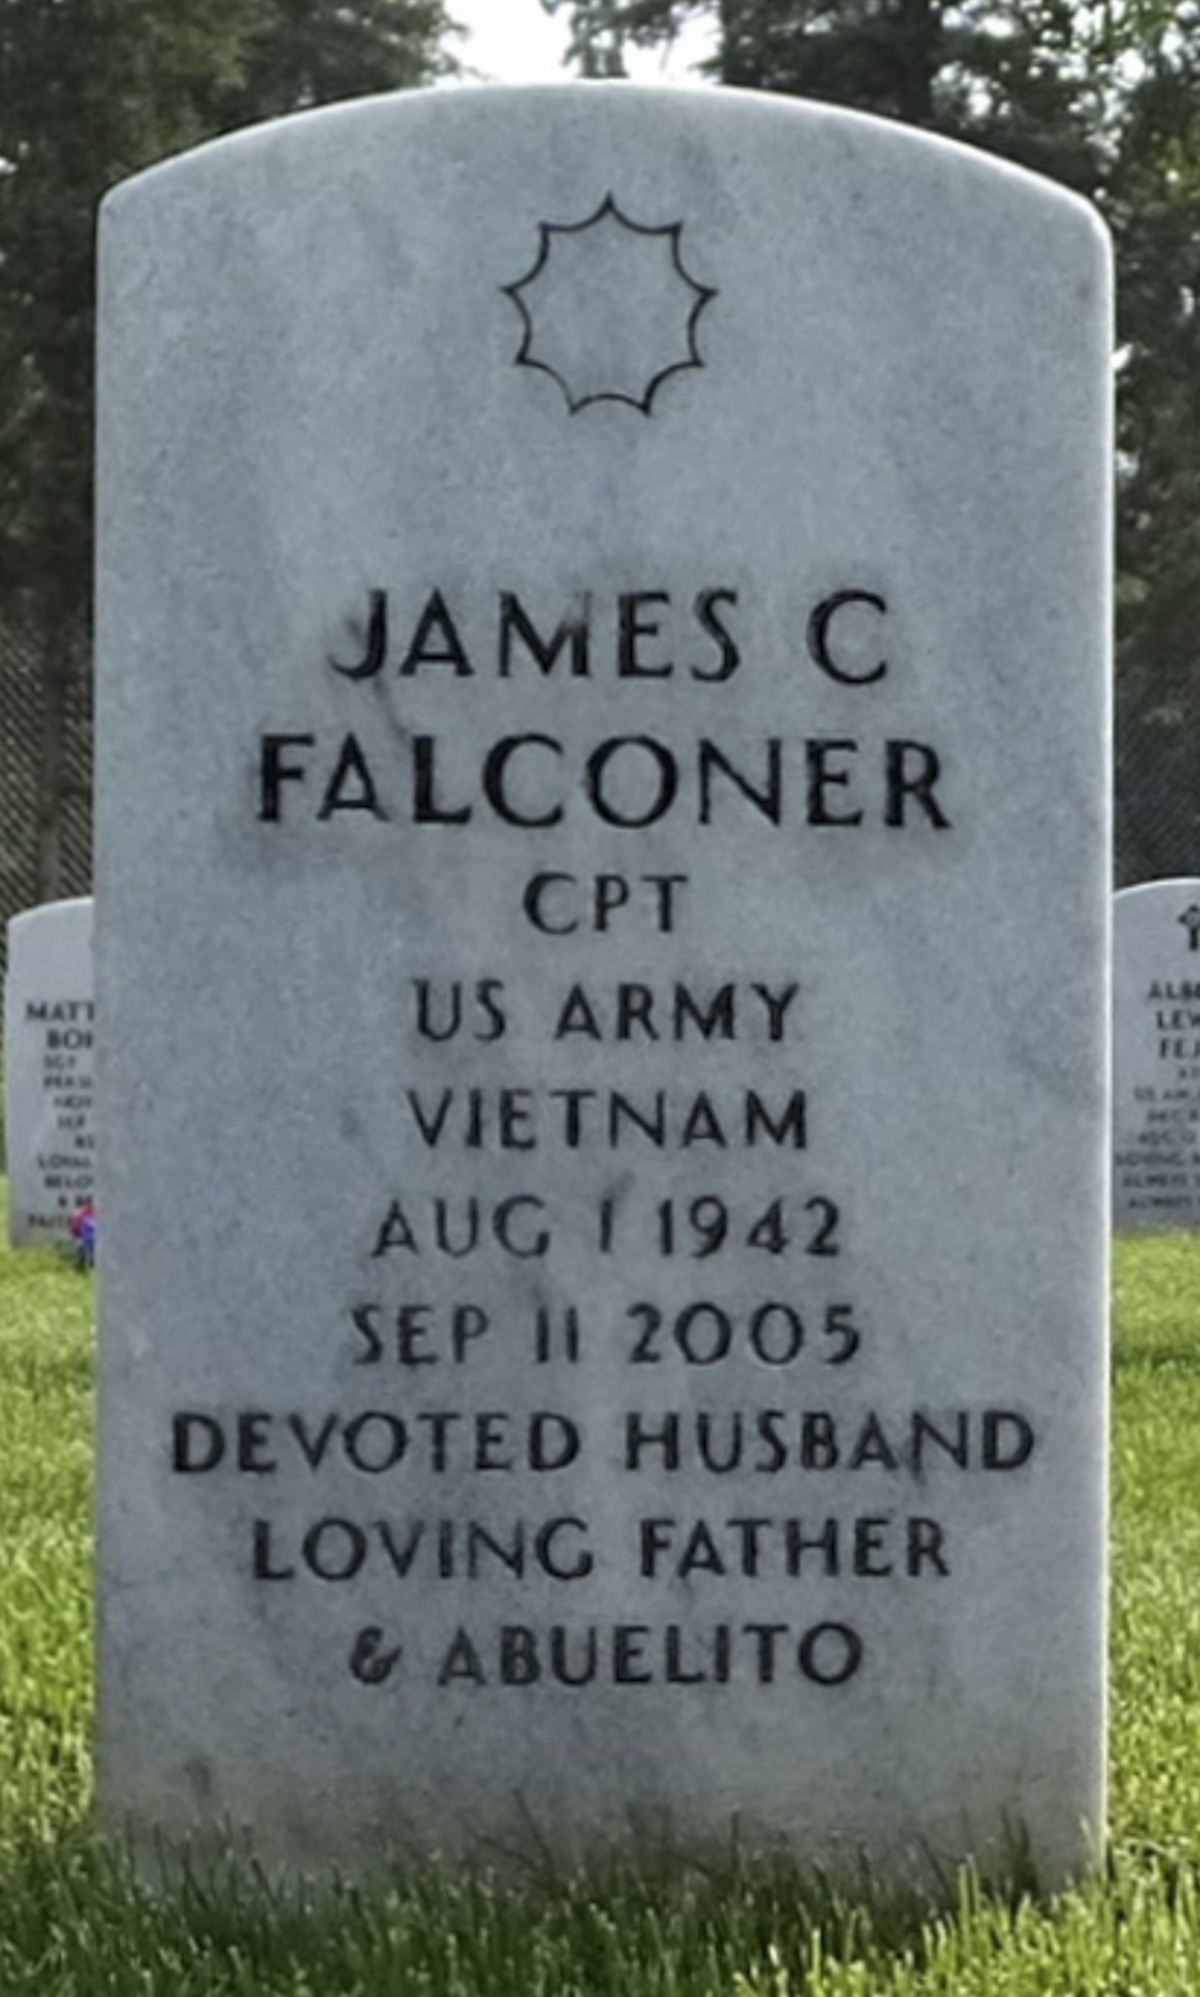 JAMES C
FALCONER
CPT
US ARMY
VIETNAM
AUG 1 1942
SEP 11 2005
DEVOTED HUSBAND
LOVING FATHER
& ABUELITO